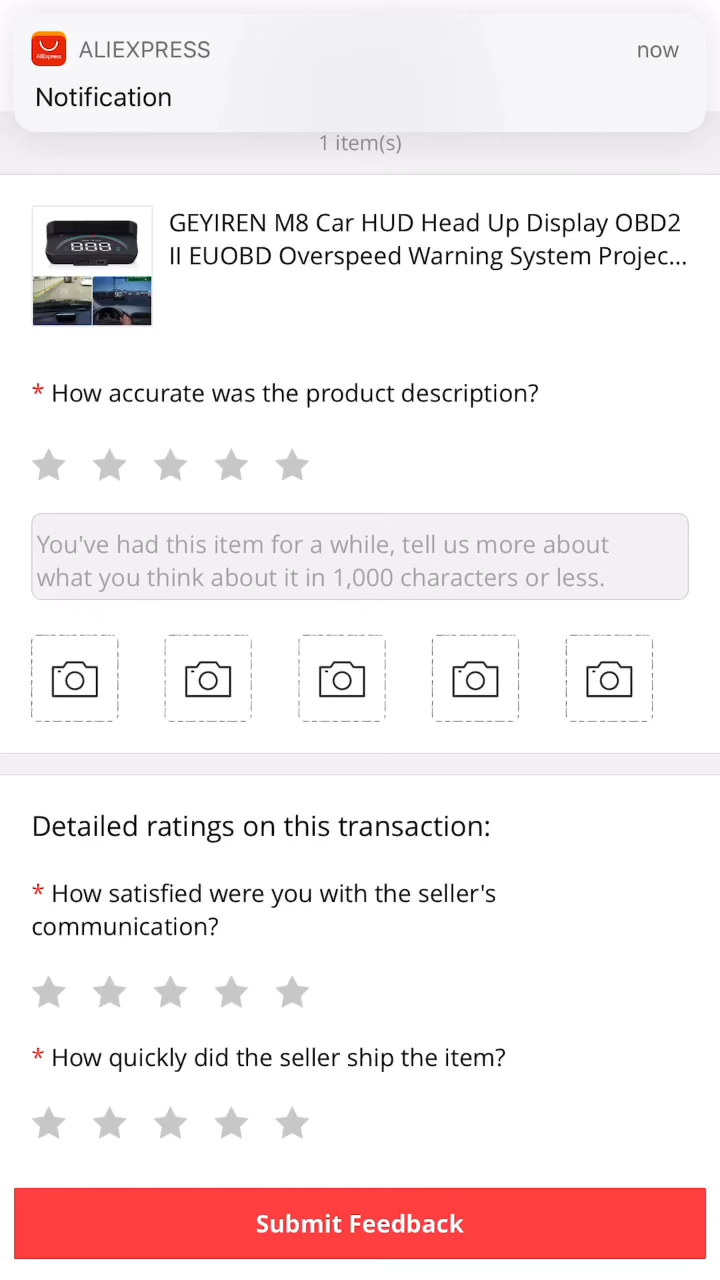 ALIEXPRESS
now
AliExpress
Notification
1 item(s)
GEYIREN M8 Car HUD Head Up Display OBD2
II EUOBD Overspeed Warning System Projec...
888
* How accurate was the product description?
You've had this item for a while, tell us more about
what you think about it in 1,000 characters or less.
Detailed ratings on this transaction:
* How satisfied were you with the seller's
communication?
* How quickly did the seller ship the item?
Submit Feedback